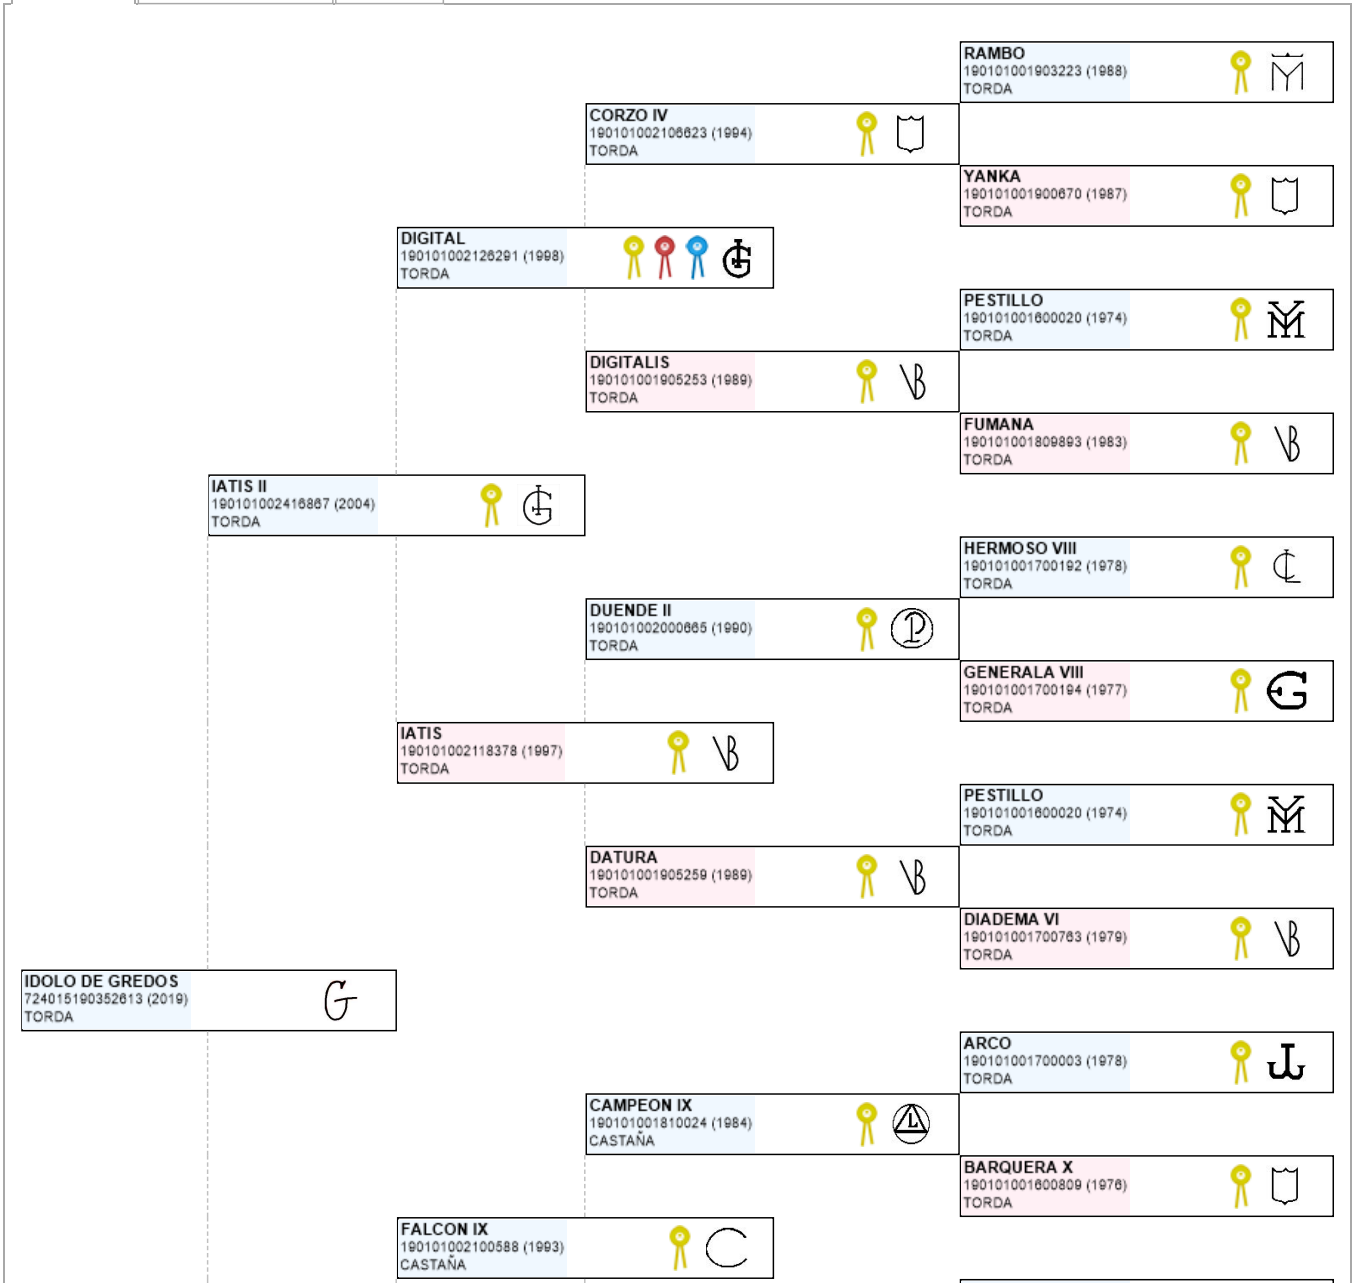 RAMBO
190101001903223 (1988)
TORDA
CORZO IV
190101002106623 (1994)
TORDA
YANKA
190101001900670 (1987)
TORDA
DIGITAL
190101002126291 (1998)
TORDA
PESTILLO
190101001600020 (1974)
TORDA
DIGITALIS
190101001905253 (1989)
TORDA
FUMANA
190101001809893 (1983)
TORDA
IATIS II
190101002416867 (2004)
TORDA
HERMOSO VIII
190101001700192 (1978)
TORDA
DUENDE II
190101002000665 (1990)
TORDA
GENERALA VIII
190101001700194 (1977)
TORDA
IATIS
190101002118378 (1997)
TORDA
PESTILLO
190101001600020 (1974)
TORDA
DATURA
190101001905259 (1989)
TORDA
DIADEMA VI
190101001700763 (1979)
TORDA
IDOLO DE GREDOS
724015190352613 (2019)
TORDA
ARCO
190101001700003 (1978)
TORDA
CAMPEON IX
190101001810024 (1984)
CASTAÑA
BARQUERA X
190101001600809 (1976)
TORDA
FALCON IX
190101002100588 (1993)
CASTAÑA